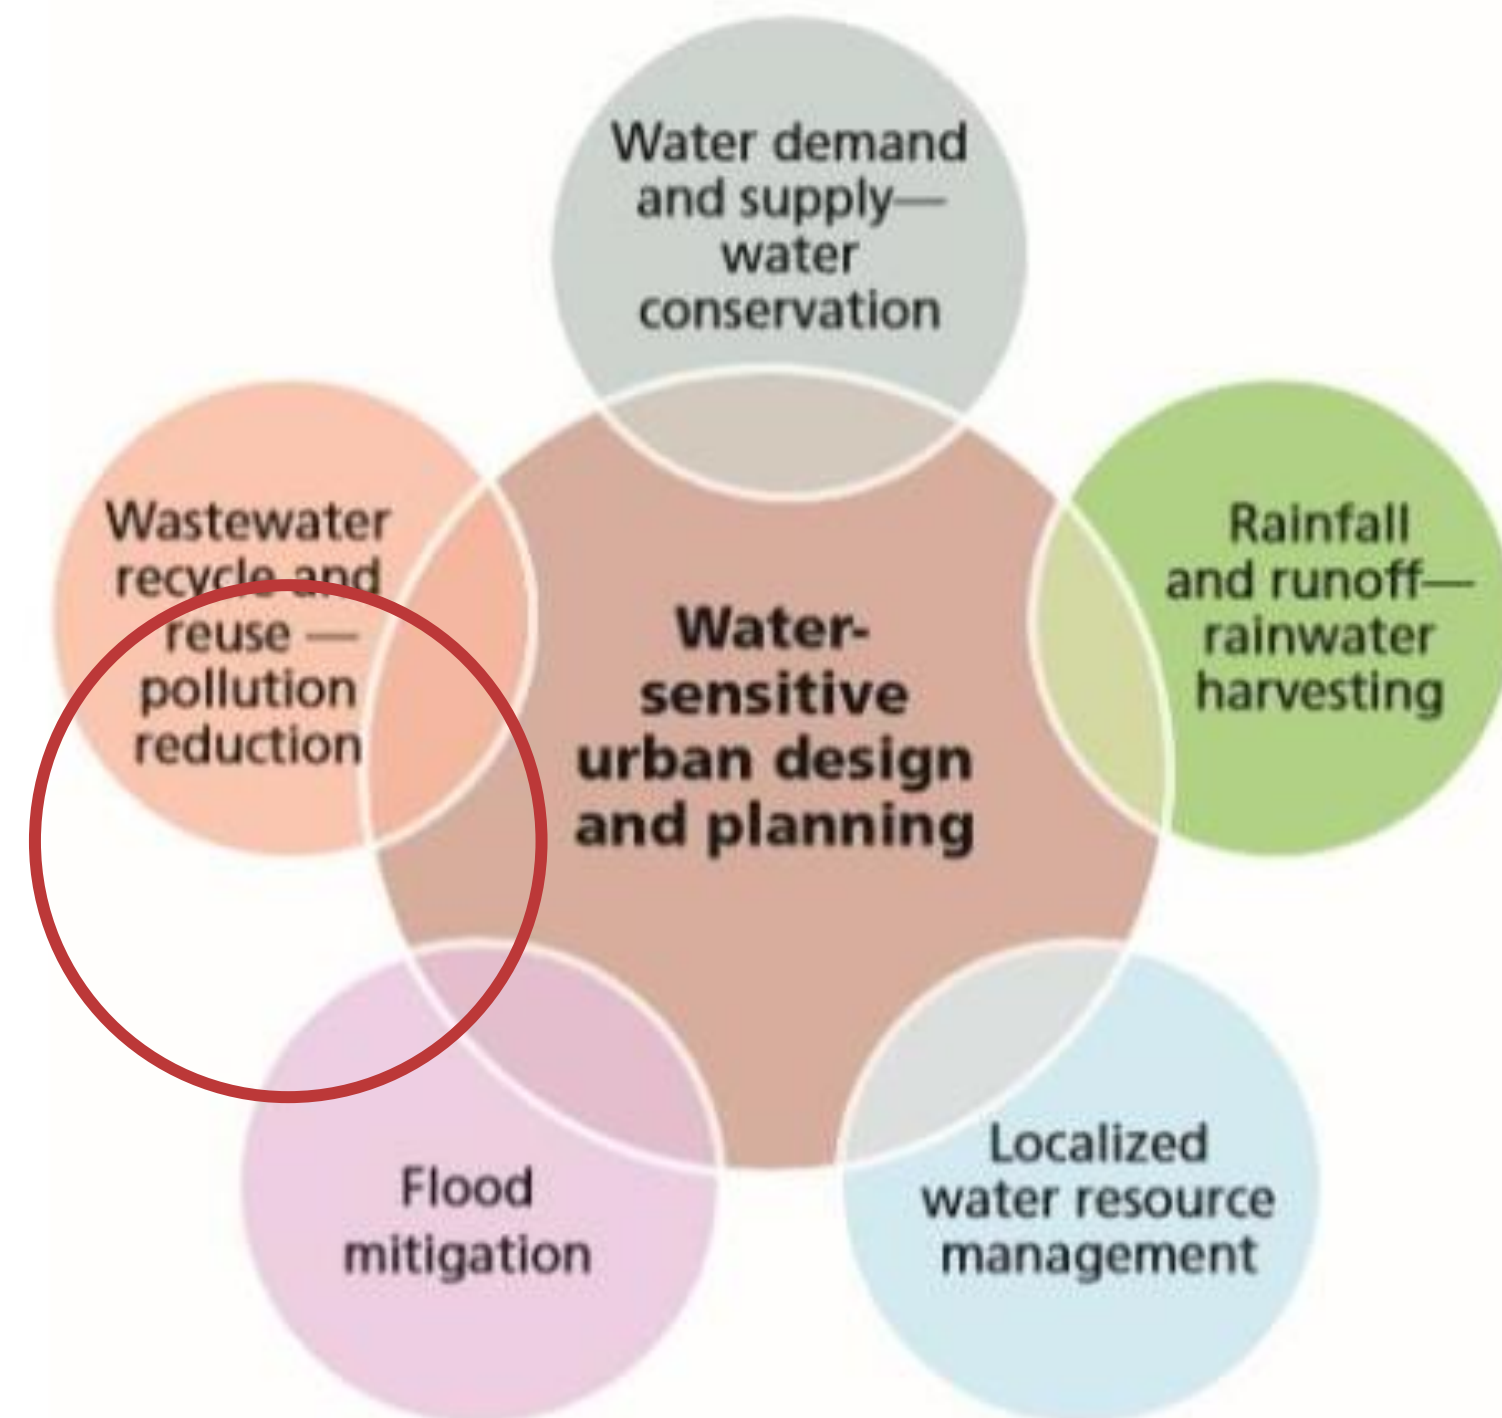 Water demand
and supply—
water
conservation
Wastewater
recycle and
reuse —
pollution
reduction
Water-
sensitive
urban design
and planning
Rainfall
and runoff—
rainwater
harvesting
Flood
mitigation
Localized
water resource
management